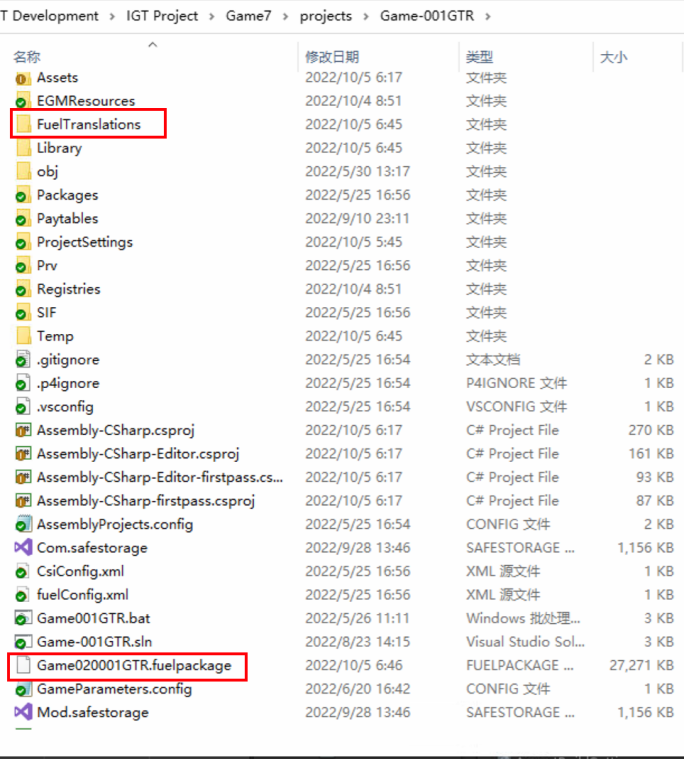 T Development › IGT Project › Game7 › projects › Game-001GTR ›
名称 修改日期 类型 大小
Assets 2022/10/5 6:17 文件夹
EGMResources 2022/10/4 8:51 文件夹
FuelTranslations 2022/10/5 6:45 文件夹
Library 2022/10/5 6:45 文件夹
obj 2022/5/30 13:17 文件夹
Packages 2022/5/25 16:56 文件夹
Paytables 2022/9/10 23:11 文件夹
ProjectSettings 2022/10/5 5:45 文件夹
Prv 2022/5/25 16:56 文件夹
Registries 2022/10/4 8:51 文件夹
SIF 2022/5/25 16:56 文件夹
Temp 2022/10/5 6:45 文件夹
.gitignore 2022/5/25 16:54 文本文档 2 KB
.p4ignore 2022/5/25 16:54 P4IGNORE 文件 1 KB
.vsconfig 2022/5/25 16:54 VSCONFIG 文件 1 KB
Assembly-CSharp.csproj 2022/10/5 6:17 C# Project File 270 KB
Assembly-CSharp-Editor.csproj 2022/10/5 6:17 C# Project File 161 KB
Assembly-CSharp-Editor-firstpass.cs... 2022/10/5 6:17 C# Project File 93 KB
Assembly-CSharp-firstpass.csproj 2022/10/5 6:17 C# Project File 87 KB
AssemblyProjects.config 2022/5/25 16:54 CONFIG 文件 2 KB
Com.safestorage 2022/9/28 13:46 SAFESTORAGE ... 1,156 KB
CsiConfig.xml 2022/5/25 16:56 XML 源文件 1 KB
fuelConfig.xml 2022/5/25 16:56 XML 源文件 1 KB
Game001GTR.bat 2022/5/26 11:11 Windows 批处理... 3 KB
Game-001GTR.sln 2022/8/23 14:15 Visual Studio Sol... 3 KB
Game020001GTR.fuelpackage 2022/10/5 6:46 FUELPACKAGE ... 27,271 KB
GameParameters.config 2022/6/20 16:42 CONFIG 文件 1 KB
Mod.safestorage 2022/9/28 13:46 SAFESTORAGE ... 1,156 KB